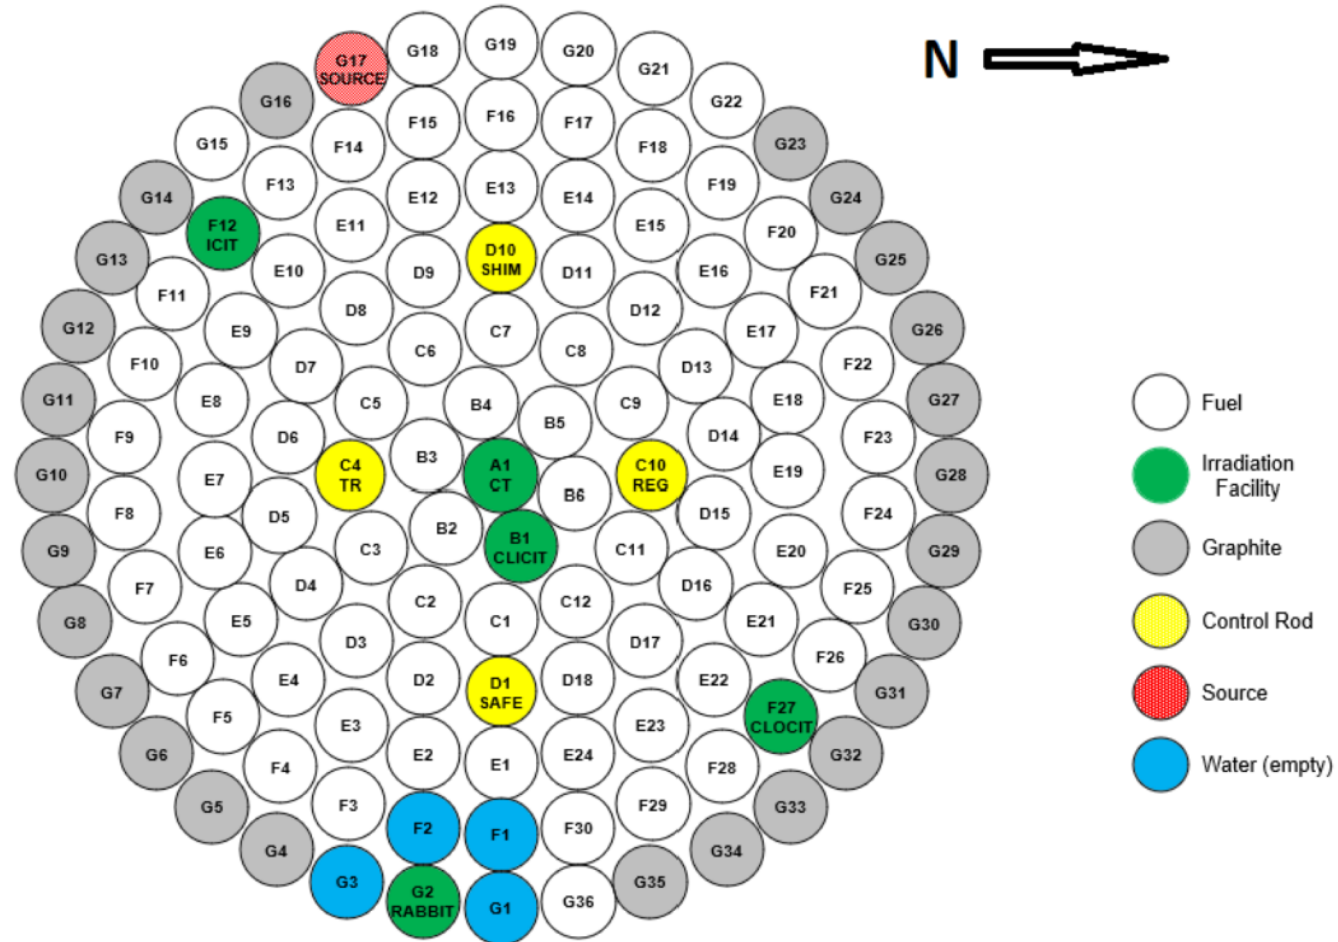 G19
G18
G20
N
G17
SOURCE
G21
G16
G22
F16
F15
F17
G15
F14
F18
G23
F13
F19
E13
E12
E14
G14
G24
F12
ICIT
E11
E15
F20
G13
D10
SHIM
G25
E10
D9
D11
E16
F11
F21
D8
D12
G12
E9
C7
E17
G26
C6
C8
F10
D7
D13
F22
G11
E8
C5
B4
C9
E18
G27
Fuel
B5
F9
D6
D14
F23
B3
G10
C4
TR
A1
CT
C10
REG
E19
G28
Irradiation
Facility
E7
B6
F8
D5
B2
D15
F24
G9
E6
C3
B1
CLICIT
C11
E20
G29
Graphite
F7
D4
D16
F25
C2
C12
G8
E5
C1
E21
G30
Control Rod
D3
D17
F6
F26
G7
E4
D2
D1
SAFE
D18
E22
G31
Source
F5
F27
CLOCIT
E3
E23
G6
E2
E1
E24
G32
Water (empty)
F4
F28
G5
F3
F29
G33
F2
F1
F30
G4
G34
G3
G2
RABBIT
G1
G36
G35